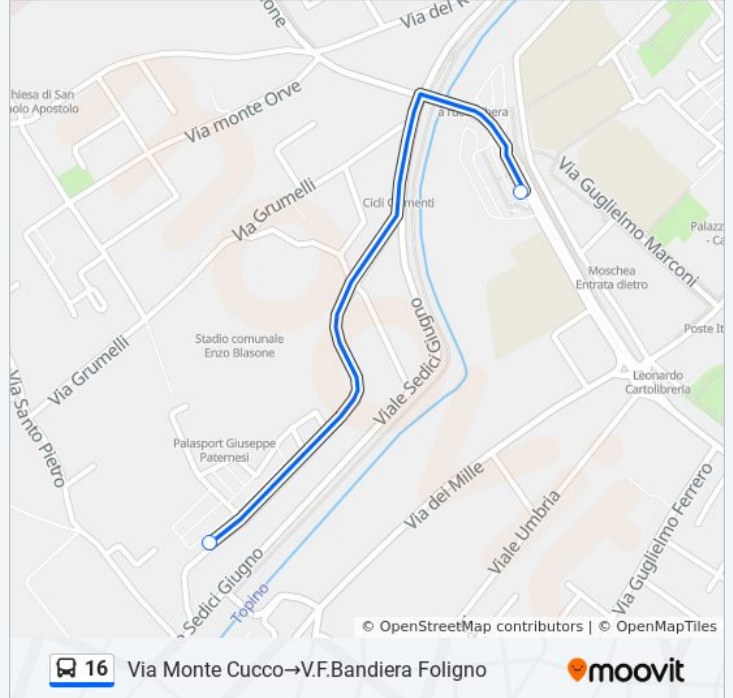 Via del R
one
hiesa di San
olo Apostolo
Via monte Orve
Via Grumelli
Cicli C menti
Via Guglielmo Marconi
Palazz
- Ca
Moschea
Entrata dietro
Stadio comunale
Enzo Blasone
Poste It
Via Grumelli
Viale Sedici Giugno
Leonardo
Cartolibreria
Via Santo Pietro
Palasport Giuseppe
Paternesi
Via dei Mille
Viale Umbria
Via Guglielmo Ferrero
e Sedici Giugno
Topino
© OpenStreetMap contributors | © OpenMapTiles
16 Via Monte Cucco→V.F.Bandiera Foligno
moovit